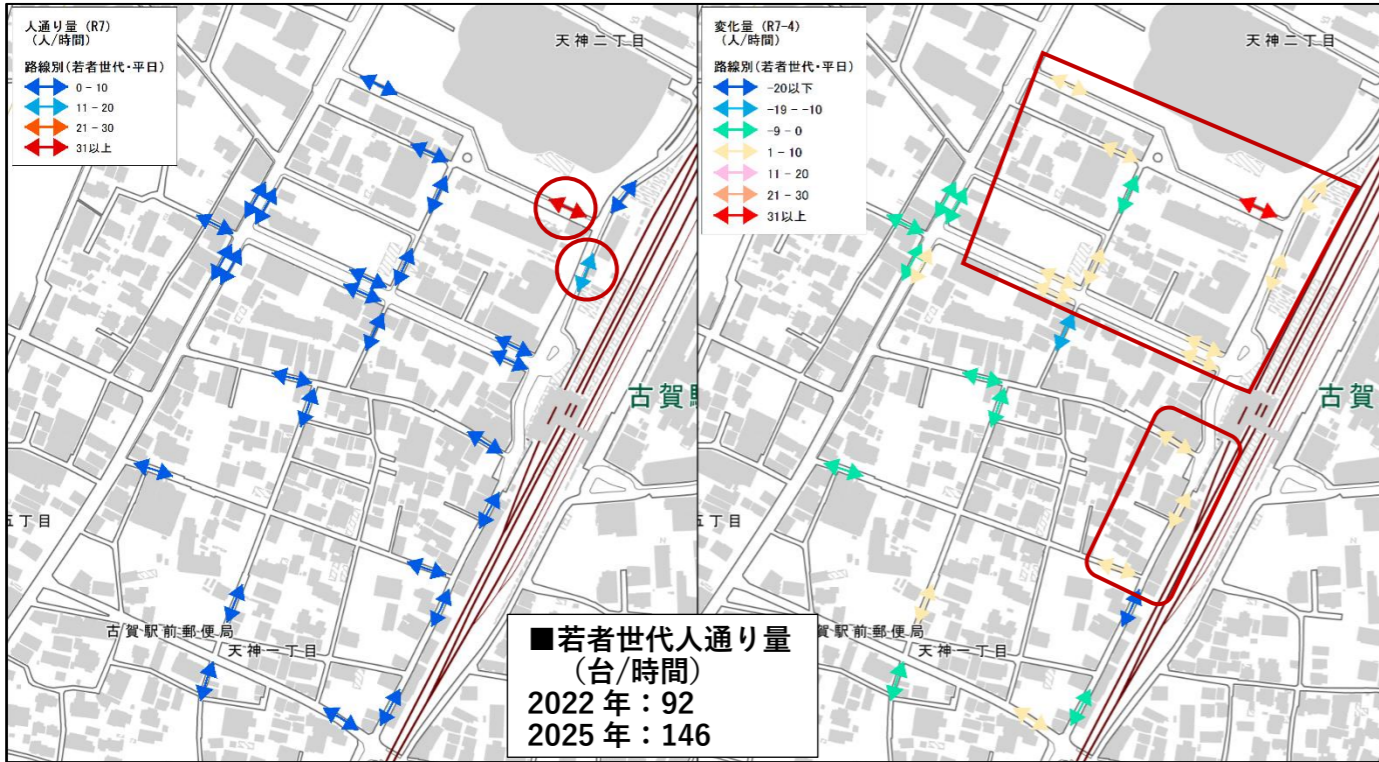 人通り量 (R7)
(人/時間)
路線別(若者世代・平日)
0 - 10
11 - 20
21 - 30
31以上
天神二丁目
古賀駅
五丁目
古賀駅前郵便局
天神一丁目
変化量 (R7-4)
(人/時間)
路線別(若者世代・平日)
-20以下
-19 - -10
-9 - 0
1 - 10
11 - 20
21 - 30
31以上
天神二丁目
古賀
賀駅前郵便局
天神一丁目
■若者世代人通り量
(台/時間)
2022 年：92
2025 年：146